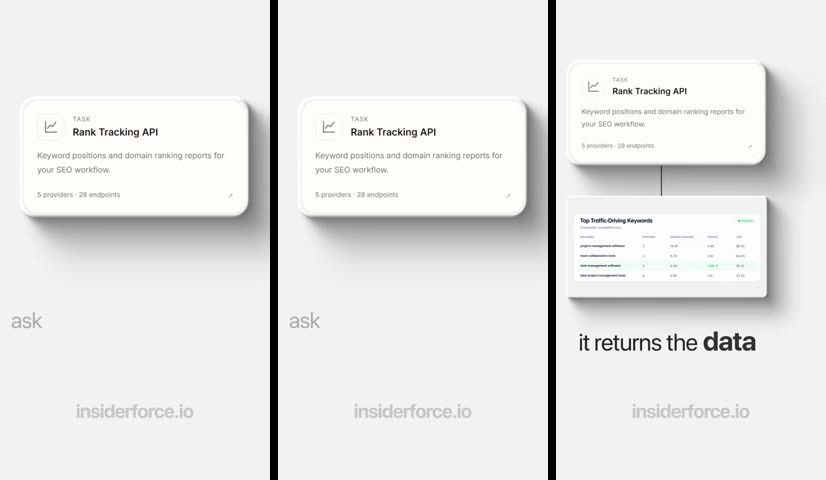 TASK
Rank Tracking API
Keyword positions and domain ranking reports for
your SEO workflow.
5 providers · 28 endpoints
ask
insiderforce.io
TASK
Rank Tracking API
Keyword positions and domain ranking reports for
your SEO workflow.
5 providers · 28 endpoints
ask
insiderforce.io
TASK
Rank Tracking API
Keyword positions and domain ranking reports for
your SEO workflow.
5 providers · 28 endpoints
Top Traffic-Driving Keywords
project management software
team collaboration tools
task management software
best project management tools
it returns the data
insiderforce.io